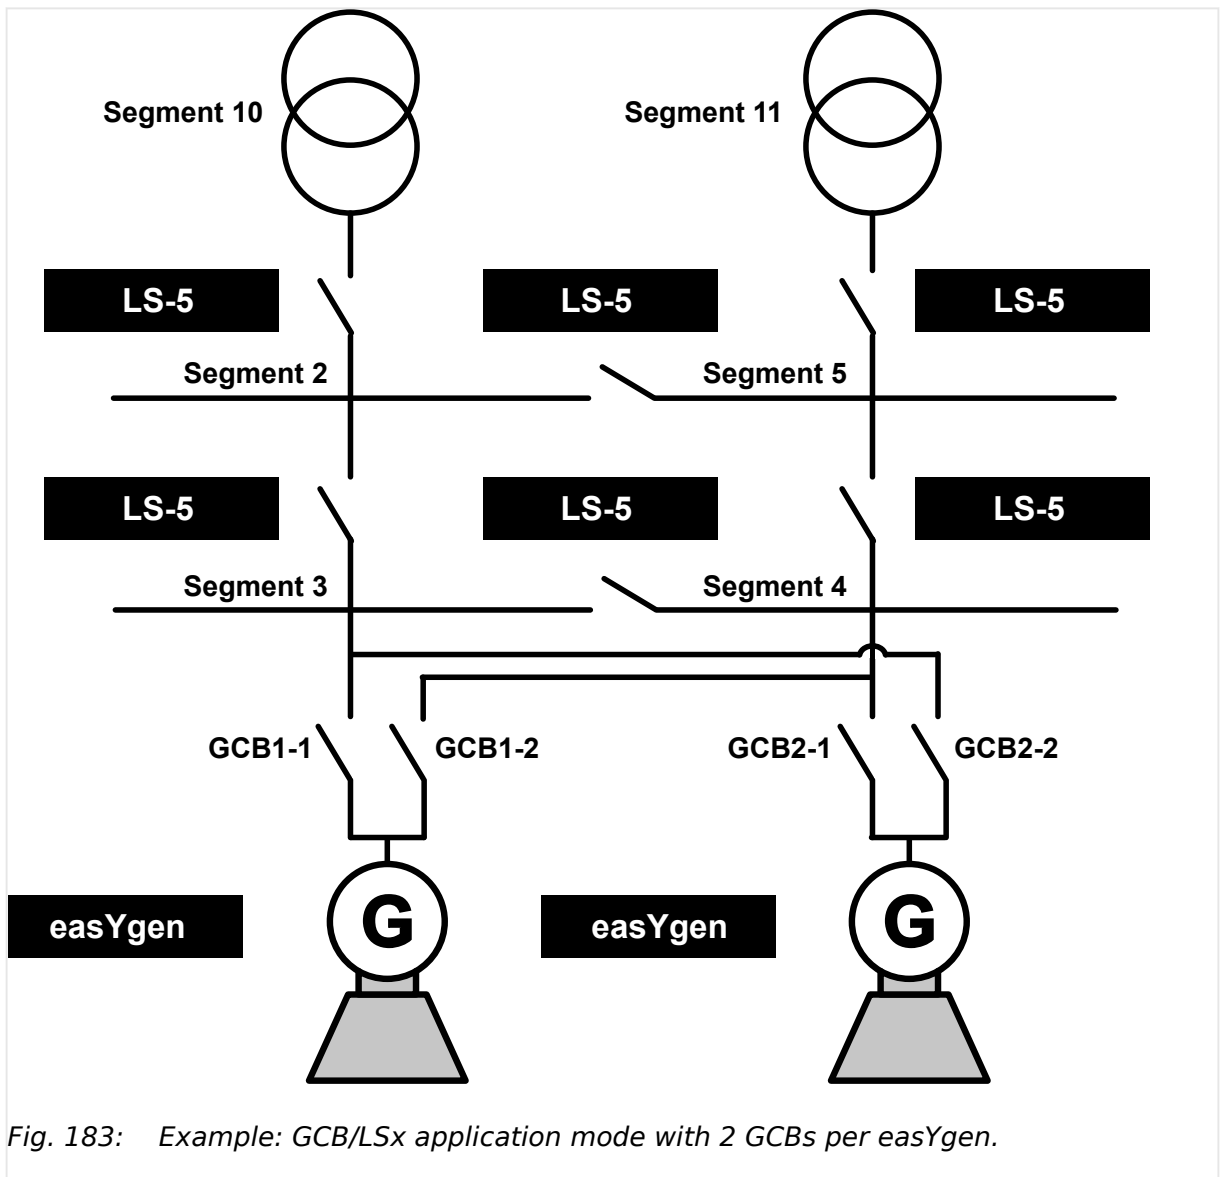 Segment 10
Segment 11
LS-5
LS-5
LS-5
Segment 2
Segment 5
LS-5
LS-5
LS-5
Segment 3
Segment 4
GCB1-1
GCB1-2
GCB2-1
GCB2-2
easYgen
G
easYgen
G
Fig. 183: Example: GCB/LSx application mode with 2 GCBs per easYgen.